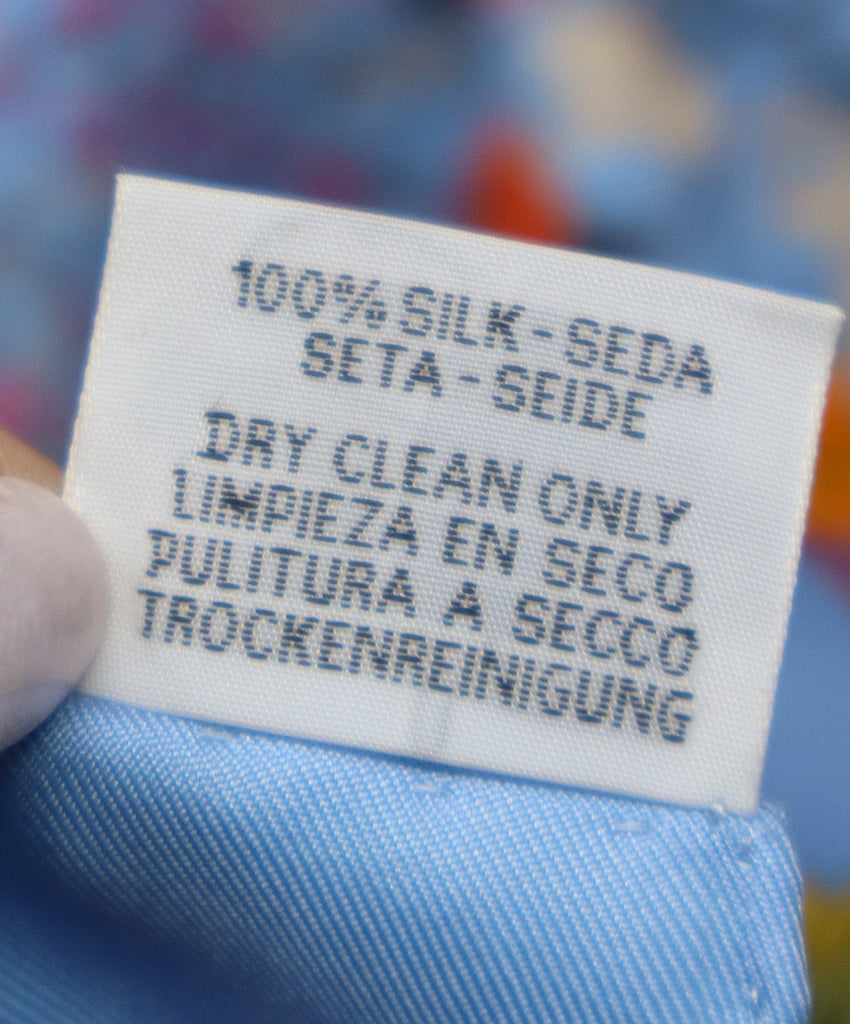 100% SILK - SEDA
SETA - SEIDE
DRY CLEAN ONLY
LIMPIEZA EN SECO
PULITURA A SECCO
TROCKENREINIGUNG